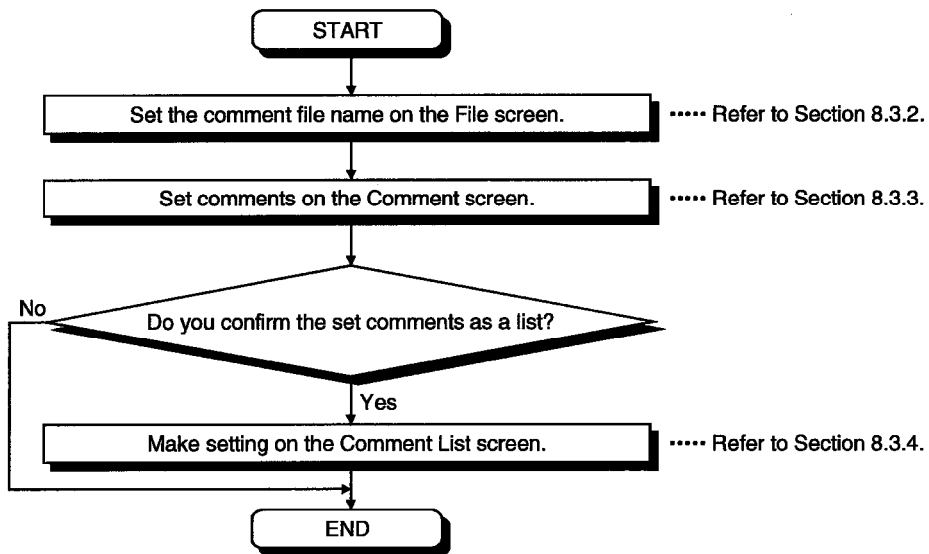 START
Set the comment file name on the File screen. ····· Refer to Section 8.3.2.
Set comments on the Comment screen. ····· Refer to Section 8.3.3.
No
Do you confirm the set comments as a list?
Yes
Make setting on the Comment List screen. ····· Refer to Section 8.3.4.
END